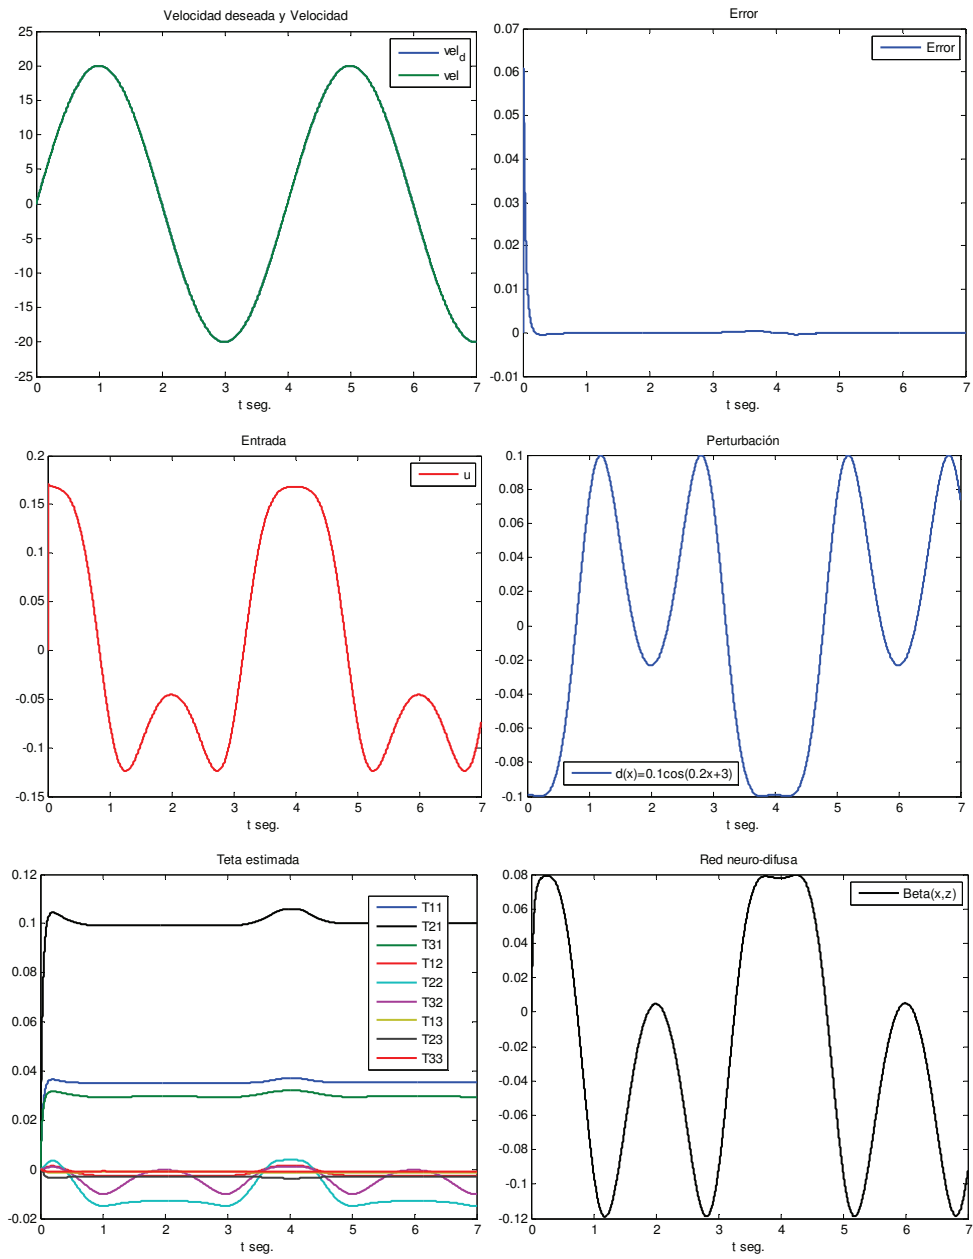 Velocidad deseada y Velocidad
25
20
15
10
5
0
-5
-10
-15
-20
-25
0 1 2 3 4 5 6 7
t seg.
vel_d
vel
Error
0.07
0.06
0.05
0.04
0.03
0.02
0.01
0
-0.01
0 1 2 3 4 5 6 7
t seg.
Error
Entrada
0.2
0.15
0.1
0.05
0
-0.05
-0.1
-0.15
0 1 2 3 4 5 6 7
t seg.
u
Perturbación
0.1
0.08
0.06
0.04
0.02
0
-0.02
-0.04
-0.06
-0.08
-0.1
0 1 2 3 4 5 6 7
t seg.
d(x)=0.1cos(0.2x+3)
Teta estimada
0.12
0.1
0.08
0.06
0.04
0.02
0
-0.02
0 1 2 3 4 5 6 7
t seg.
T11
T21
T31
T12
T22
T32
T13
T23
T33
Red neuro-difusa
0.08
0.06
0.04
0.02
0
-0.02
-0.04
-0.06
-0.08
-0.1
-0.12
0 1 2 3 4 5 6 7
t seg.
Beta(x,z)